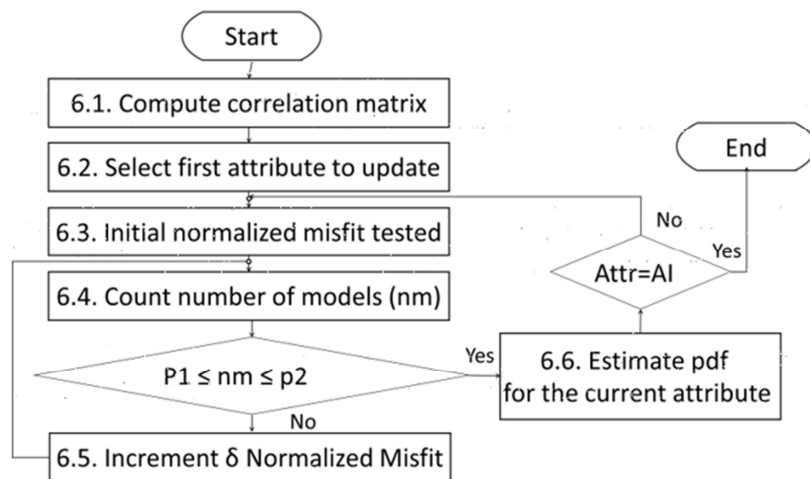 Start
6.1. Compute correlation matrix
6.2. Select first attribute to update
End
6.3. Initial normalized misfit tested
No
Yes
Attr=AI
6.4. Count number of models (nm)
P1 ≤ nm ≤ p2
Yes
6.6. Estimate pdf
for the current attribute
No
6.5. Increment δ Normalized Misfit